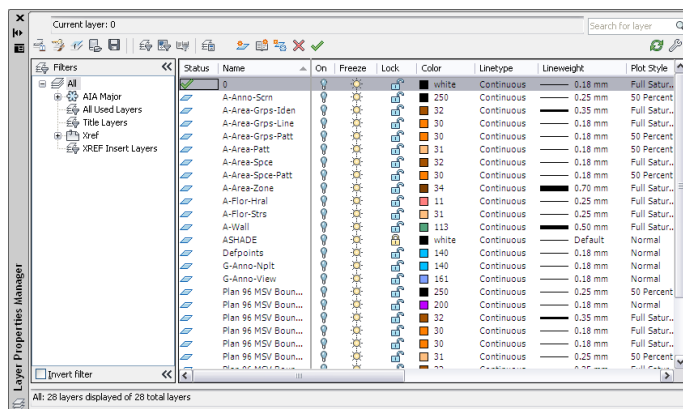 Current layer: 0
Search for layer
Filters
All
AIA Major
All Used Layers
Title Layers
Xref
XREF Insert Layers
Invert filter
Status Name On Freeze Lock Color Linetype Lineweight Plot Style
0 white Continuous 0.18 mm Full Satur..
A-Anno-Scrn 250 Continuous 0.25 mm 50 Percent
A-Area-Grps-Iden 32 Continuous 0.35 mm Full Satur..
A-Area-Grps-Line 30 Continuous 0.18 mm Full Satur..
A-Area-Grps-Patt 30 Continuous 0.18 mm 50 Percent
A-Area-Patt 31 Continuous 0.18 mm 50 Percent
A-Area-Spce 32 Continuous 0.18 mm Full Satur..
A-Area-Spce-Patt 30 Continuous 0.18 mm 50 Percent
A-Area-Zone 34 Continuous 0.70 mm Full Satur..
A-Flor-Hral 11 Continuous 0.25 mm Full Satur..
A-Flor-Strs 31 Continuous 0.25 mm Full Satur..
A-Wall 113 Continuous 0.50 mm Full Satur..
ASHADE white Continuous Default Normal
Defpoints 140 Continuous 0.18 mm Normal
G-Anno-Nplt 140 Continuous 0.18 mm Normal
G-Anno-View 161 Continuous 0.18 mm Normal
Plan 96 MSV Boun... 250 Continuous 0.25 mm 50 Percent
Plan 96 MSV Boun... 200 Continuous 0.18 mm Normal
Plan 96 MSV Boun... 32 Continuous 0.35 mm Full Satur..
Plan 96 MSV Boun... 30 Continuous 0.18 mm Full Satur..
Plan 96 MSV Boun... 30 Continuous 0.18 mm Full Satur..
Plan 96 MSV Boun... 31 Continuous 0.25 mm 50 Percent
Layer Properties Manager
All: 28 layers displayed of 28 total layers